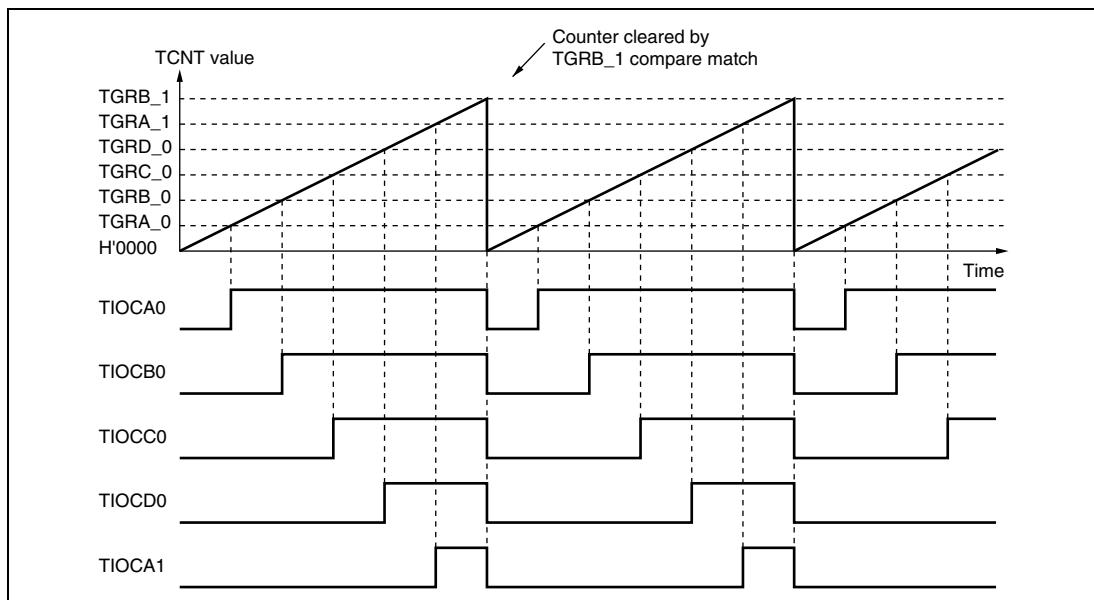 Counter cleared by
TGRB_1 compare match
TCNT value
TGRB_1
TGRA_1
TGRD_0
TGRC_0
TGRB_0
TGRA_0
H'0000
Time
TIOCA0
TIOCB0
TIOCC0
TIOCD0
TIOCA1